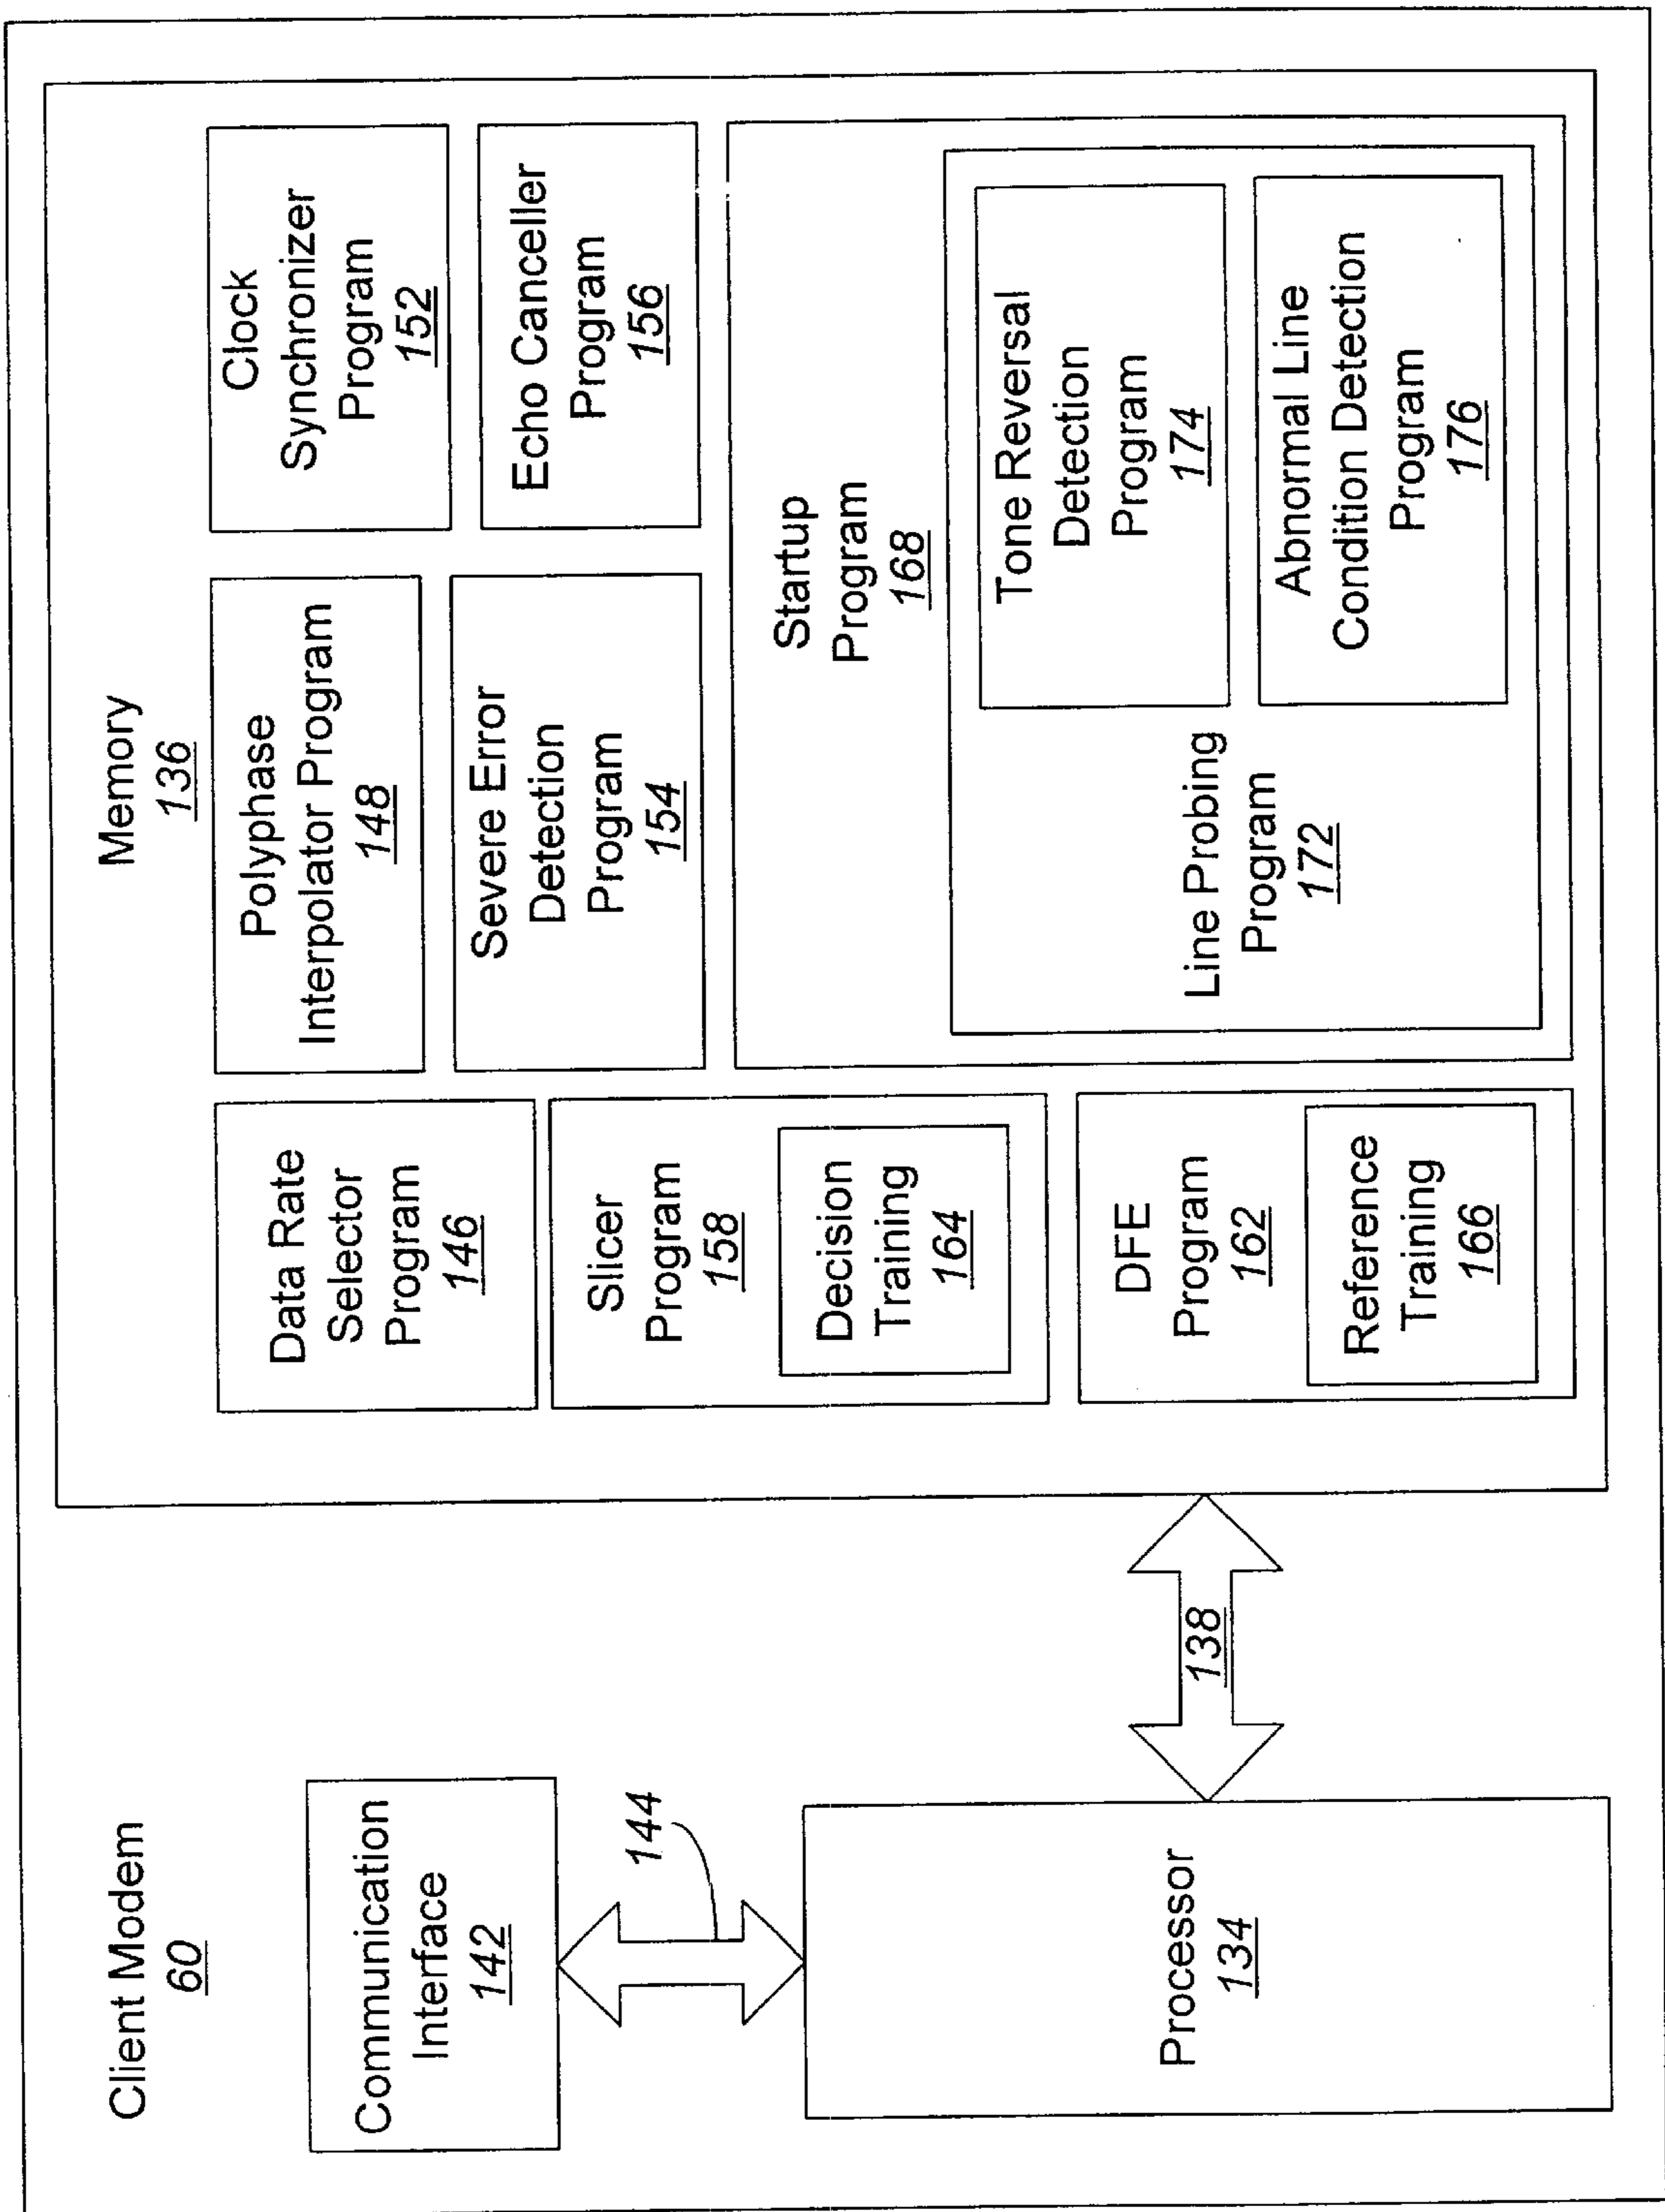 Client Modem
60
Communication
Interface
142
144
Processor
134
138
Memory
136
Data Rate
Selector
Program
146
Polyphase
Interpolator Program
148
Clock
Synchronizer
Program
152
Slicer
Program
158
Decision
Training
164
Severe Error
Detection
Program
154
Echo Canceller
Program
156
DFE
Program
162
Reference
Training
166
Startup
Program
168
Line Probing
Program
172
Tone Reversal
Detection
Program
174
Abnormal Line
Condition Detection
Program
176